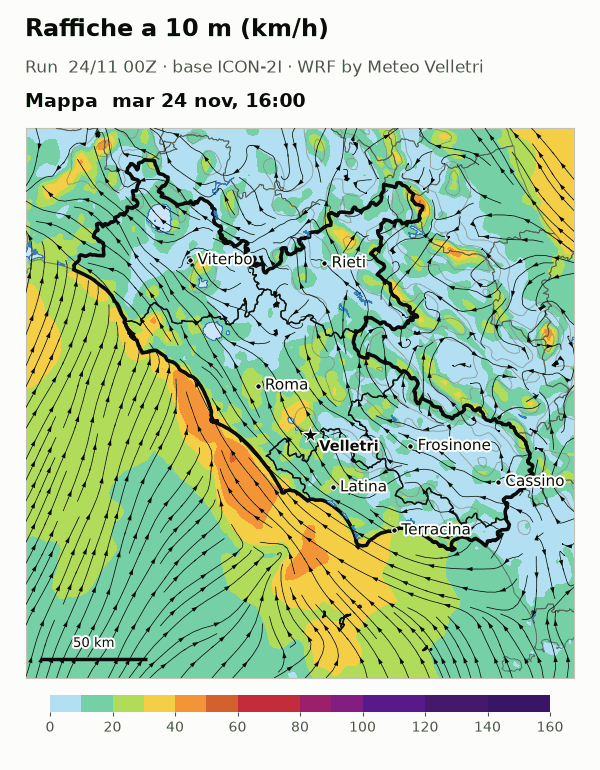 Raffiche a 10 m (km/h)
Run  24/11 00Z · base ICON-2I · WRF by Meteo Velletri
Mappa  mar 24 nov, 16:00
Viterbo
Rieti
Roma
Velletri
Frosinone
Latina
Cassino
Terracina
50 km
0 20 40 60 80 100 120 140 160